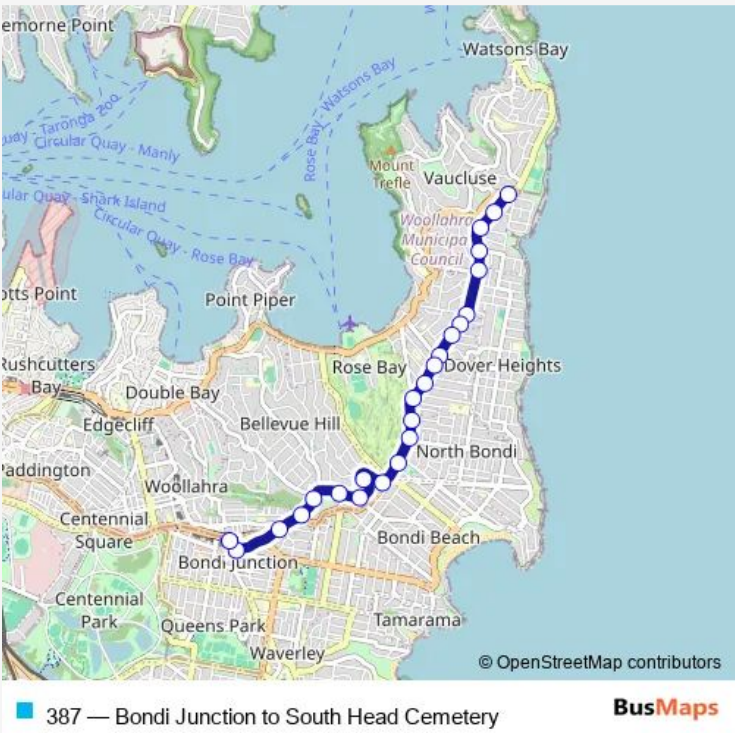 emorne Point
Watsons Bay
Rose Bay - Watsons Bay
uay - Taronga Zoo
Circular Quay - Manly
Mount
Trefle
Vaucluse
ular Quay - Shark Island
Circular Quay - Rose Bay
Woollahra
Municipa
Council
otts Point
Point Piper
Rushcutters
Bay
Rose Bay
Dover Heights
Double Bay
Edgecliff
Bellevue Hill
North Bondi
Paddington
Woollahra
Centennial
Square
Bondi Beach
Bondi Junction
Centennial
Park
Queens Park
Tamarama
Waverley
© OpenStreetMap contributors
387 — Bondi Junction to South Head Cemetery
BusMaps